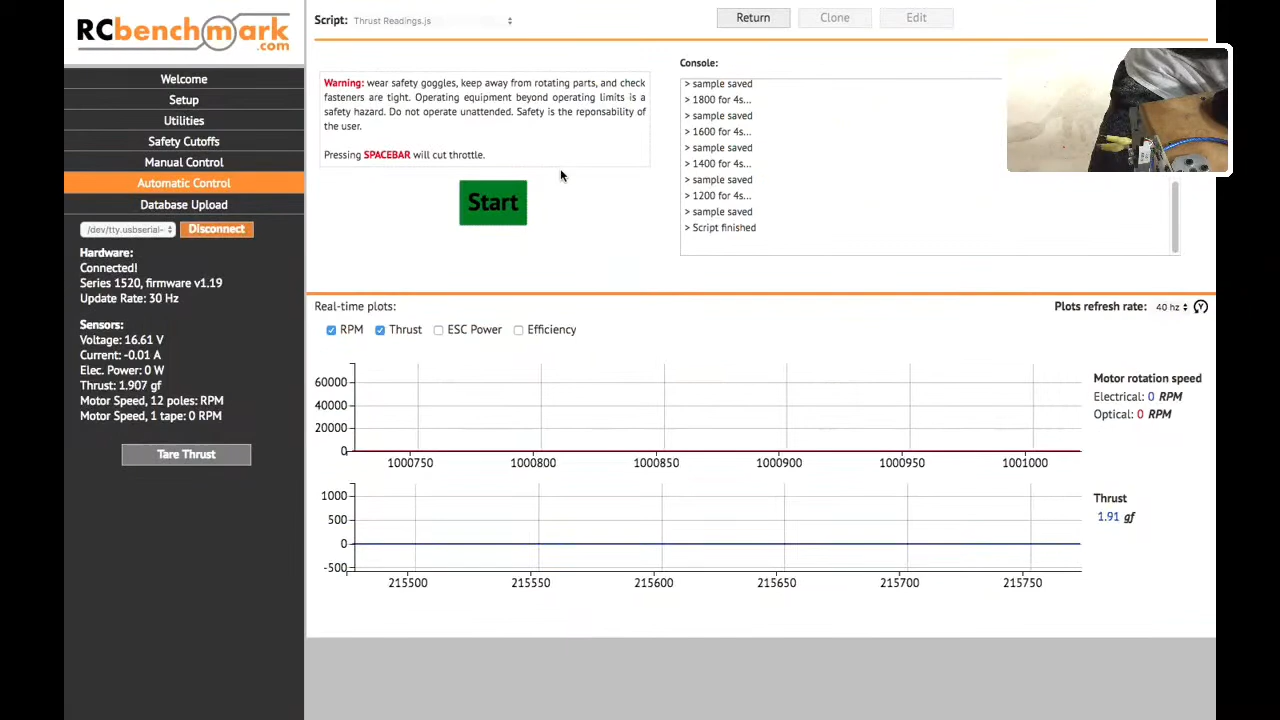 RCbenchmark
.com
Welcome
Setup
Utilities
Safety Cutoffs
Manual Control
Automatic Control
Database Upload
/dev/tty.usbserial- Disconnect
Hardware:
Connected!
Series 1520, firmware v1.19
Update Rate: 30 Hz
Sensors:
Voltage: 16.61 V
Current: -0.01 A
Elec. Power: 0 W
Thrust: 1.907 gf
Motor Speed, 12 poles: RPM
Motor Speed, 1 tape: 0 RPM
Tare Thrust
Script: Thrust Readings.js
Return Clone Edit
Warning: wear safety goggles, keep away from rotating parts, and check
fasteners are tight. Operating equipment beyond operating limits is a
safety hazard. Do not operate unattended. Safety is the reponsability of
the user.
Pressing SPACEBAR will cut throttle.
Start
Console:
> sample saved
> 1800 for 4s...
> sample saved
> 1600 for 4s...
> sample saved
> 1400 for 4s...
> sample saved
> 1200 for 4s...
> sample saved
> Script finished
Real-time plots:
Plots refresh rate: 40 hz
RPM Thrust ESC Power Efficiency
60000
40000
20000
0
1000750 1000800 1000850 1000900 1000950 1001000
Motor rotation speed
Electrical: 0 RPM
Optical: 0 RPM
1000
500
0
-500
215500 215550 215600 215650 215700 215750
Thrust
1.91 gf